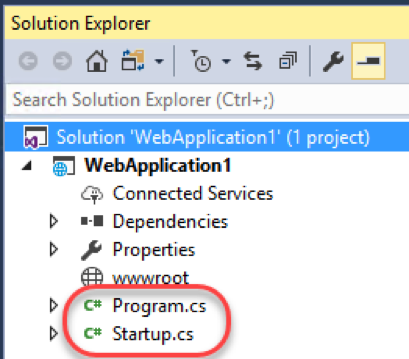 Solution Explorer
Search Solution Explorer (Ctrl+;)
Solution 'WebApplication1' (1 project)
WebApplication1
Connected Services
Dependencies
Properties
wwwroot
C# Program.cs
C# Startup.cs